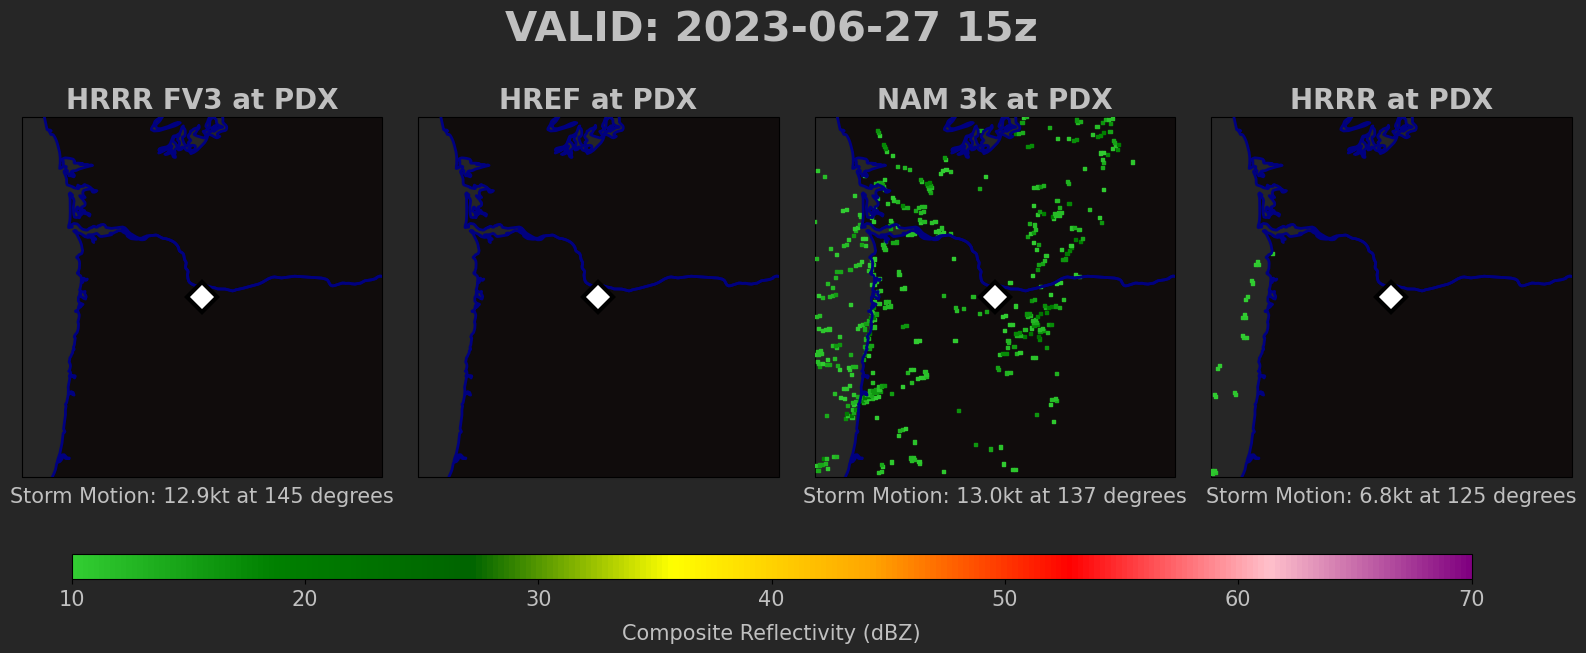 VALID: 2023-06-27 15z
HRRR FV3 at PDX
HREF at PDX
NAM 3k at PDX
HRRR at PDX
Storm Motion: 12.9kt at 145 degrees
Storm Motion: 13.0kt at 137 degrees
Storm Motion: 6.8kt at 125 degrees
10 20 30 40 50 60 70
Composite Reflectivity (dBZ)